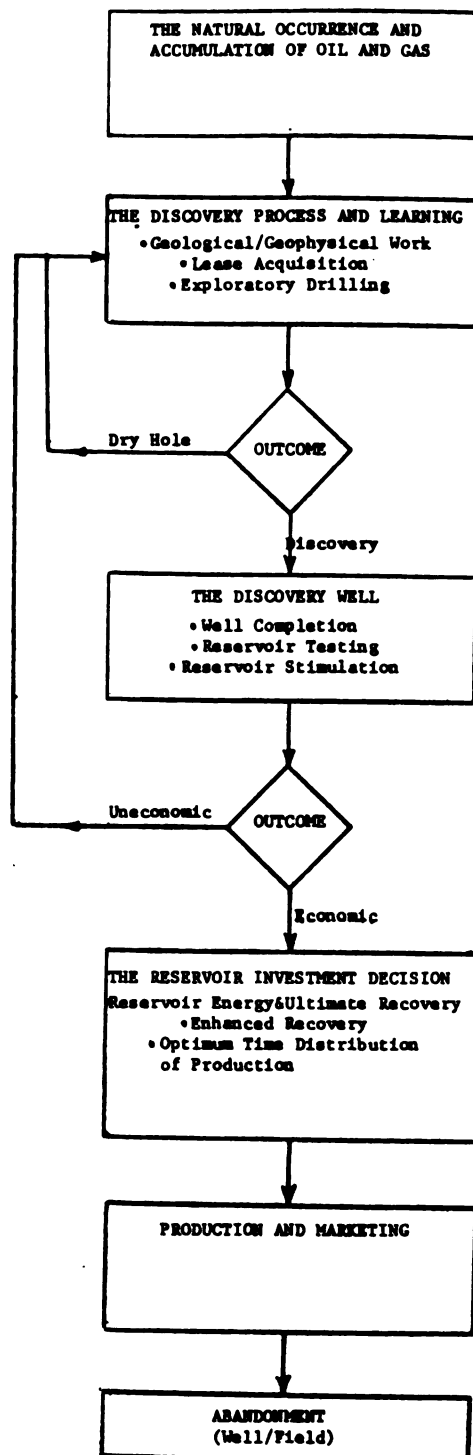 THE NATURAL OCCURRENCE AND
ACCUMULATION OF OIL AND GAS
THE DISCOVERY PROCESS AND LEARNING
•Geological/Geophysical Work
•Lease Acquisition
•Exploratory Drilling
Dry Hole
OUTCOME
Discovery
THE DISCOVERY WELL
•Well Completion
•Reservoir Testing
•Reservoir Stimulation
Uneconomic
OUTCOME
Economic
THE RESERVOIR INVESTMENT DECISION
Reservoir Energy&Ultimate Recovery
•Enhanced Recovery
•Optimum Time Distribution
of Production
PRODUCTION AND MARKETING
ABANDONMENT
(Well/Field)